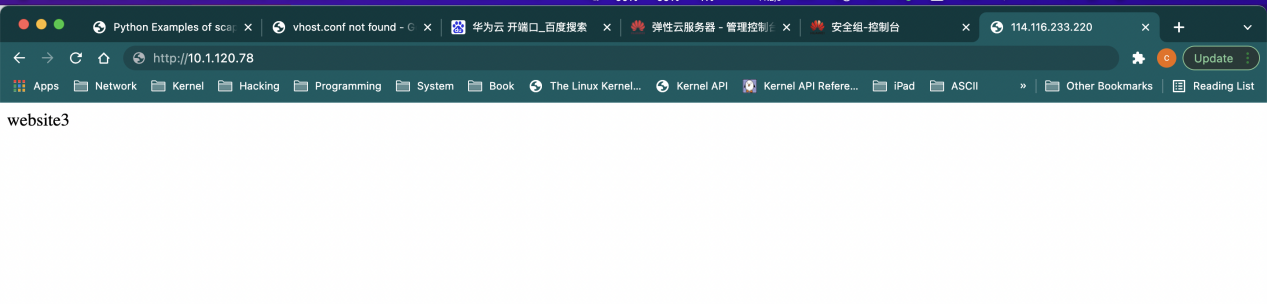 Python Examples of scap
vhost.conf not found - G
华为云 开端口_百度搜索
弹性云服务器 - 管理控制台
安全组-控制台
114.116.233.220
http://10.1.120.78
C
Update
Apps
Network
Kernel
Hacking
Programming
System
Book
The Linux Kernel...
Kernel API
Kernel API Refere...
iPad
ASCII
»
Other Bookmarks
Reading List
website3